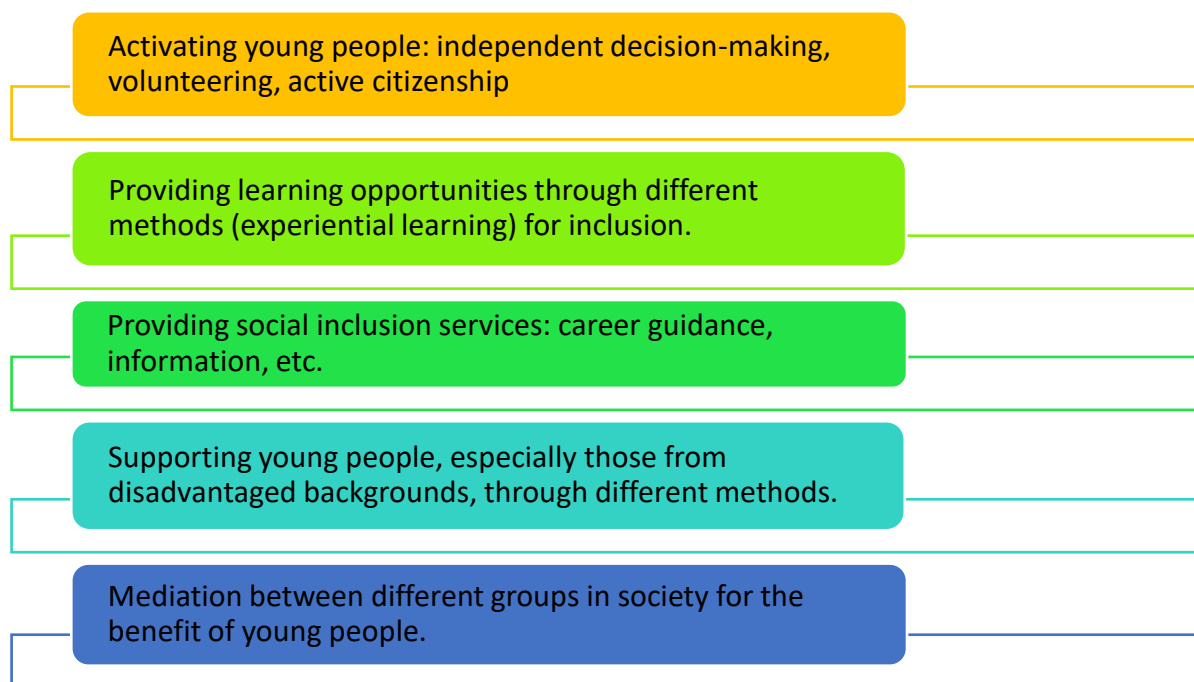 Activating young people: independent decision-making,
volunteering, active citizenship
Providing learning opportunities through different
methods (experiential learning) for inclusion.
Providing social inclusion services: career guidance,
information, etc.
Supporting young people, especially those from
disadvantaged backgrounds, through different methods.
Mediation between different groups in society for the
benefit of young people.